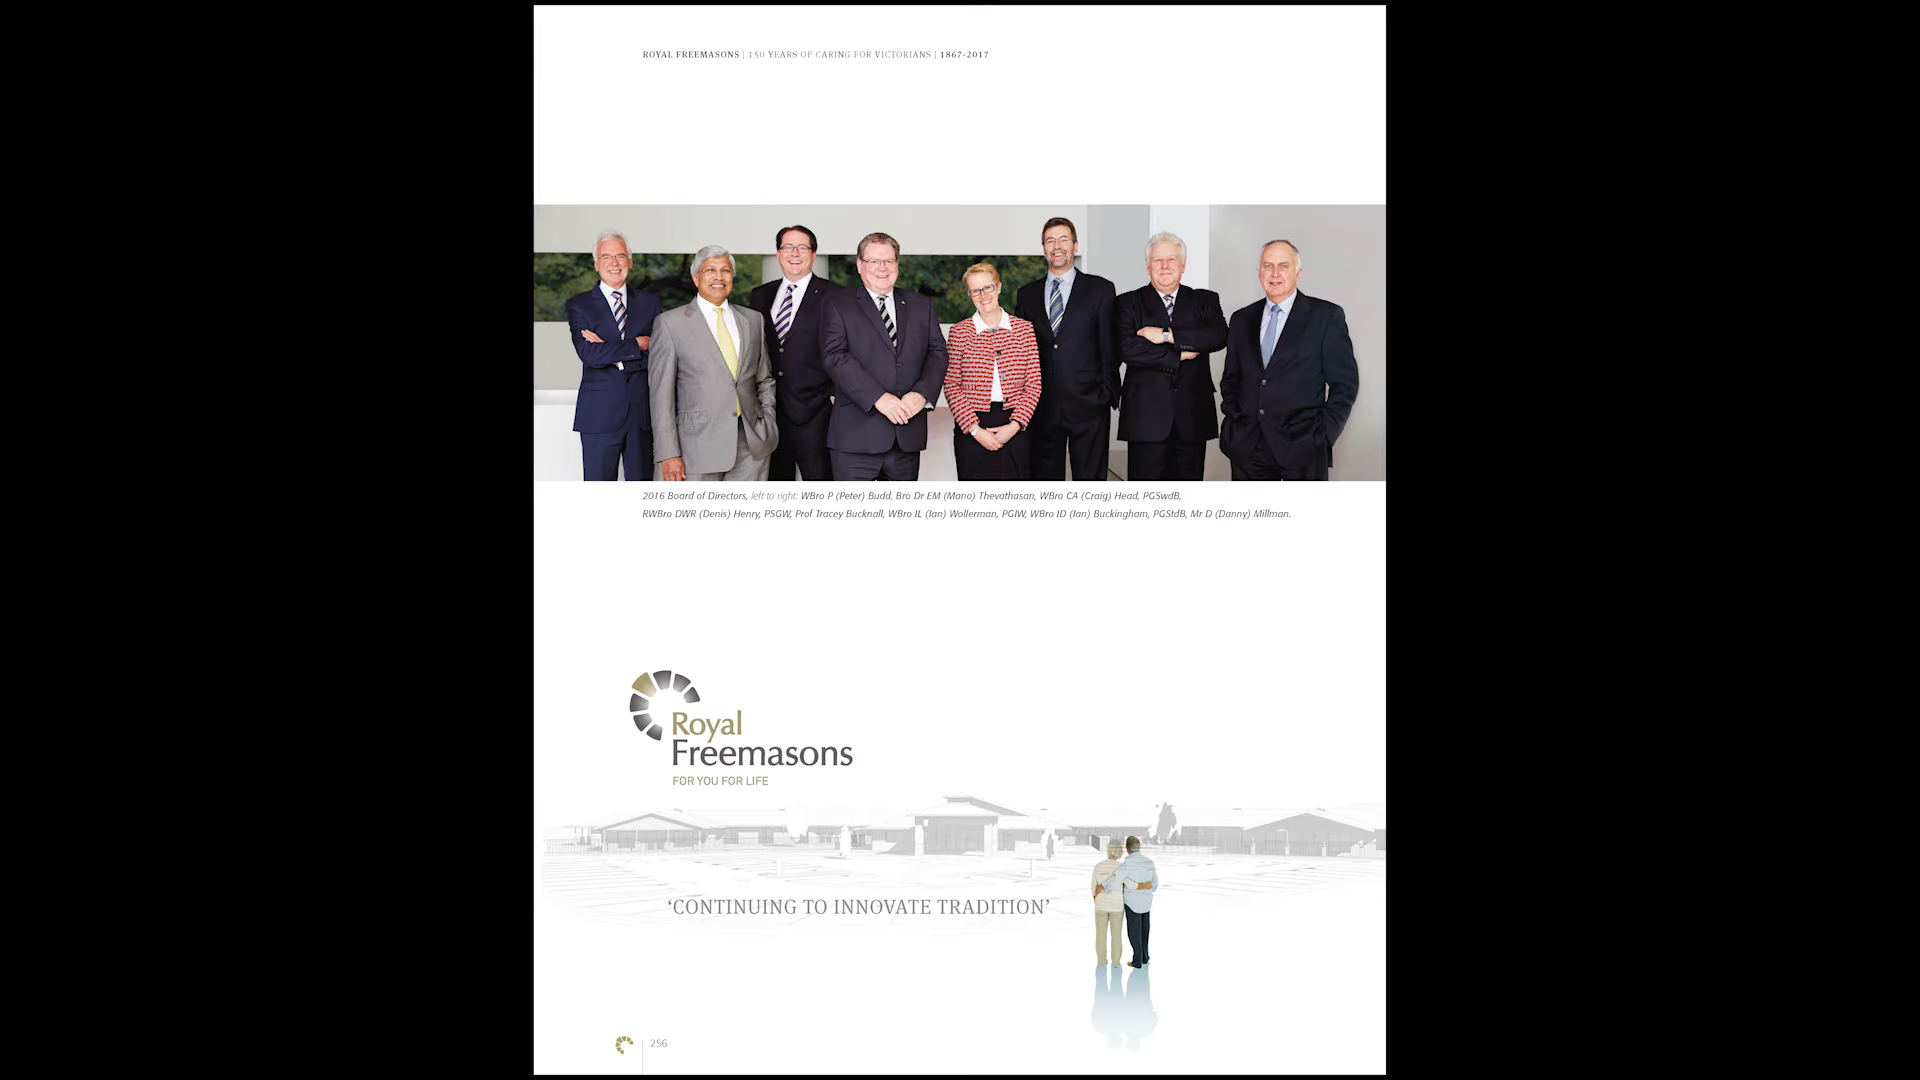 ROYAL FREEMASONS | 150 YEARS OF CARING FOR VICTORIANS | 1867-2017
2016 Board of Directors, left to right: WBro P (Peter) Budd, Bro Dr EM (Mano) Thevathasan, WBro CA (Craig) Head, PGSwdB,
RWBro DWR (Denis) Henry, PSGW, Prof Tracey Bucknall, WBro IL (Ian) Wollerman, PGIW, WBro ID (Ian) Buckingham, PGStdB, Mr D (Danny) Millman.
Royal
Freemasons
FOR YOU FOR LIFE
‘CONTINUING TO INNOVATE TRADITION’
256